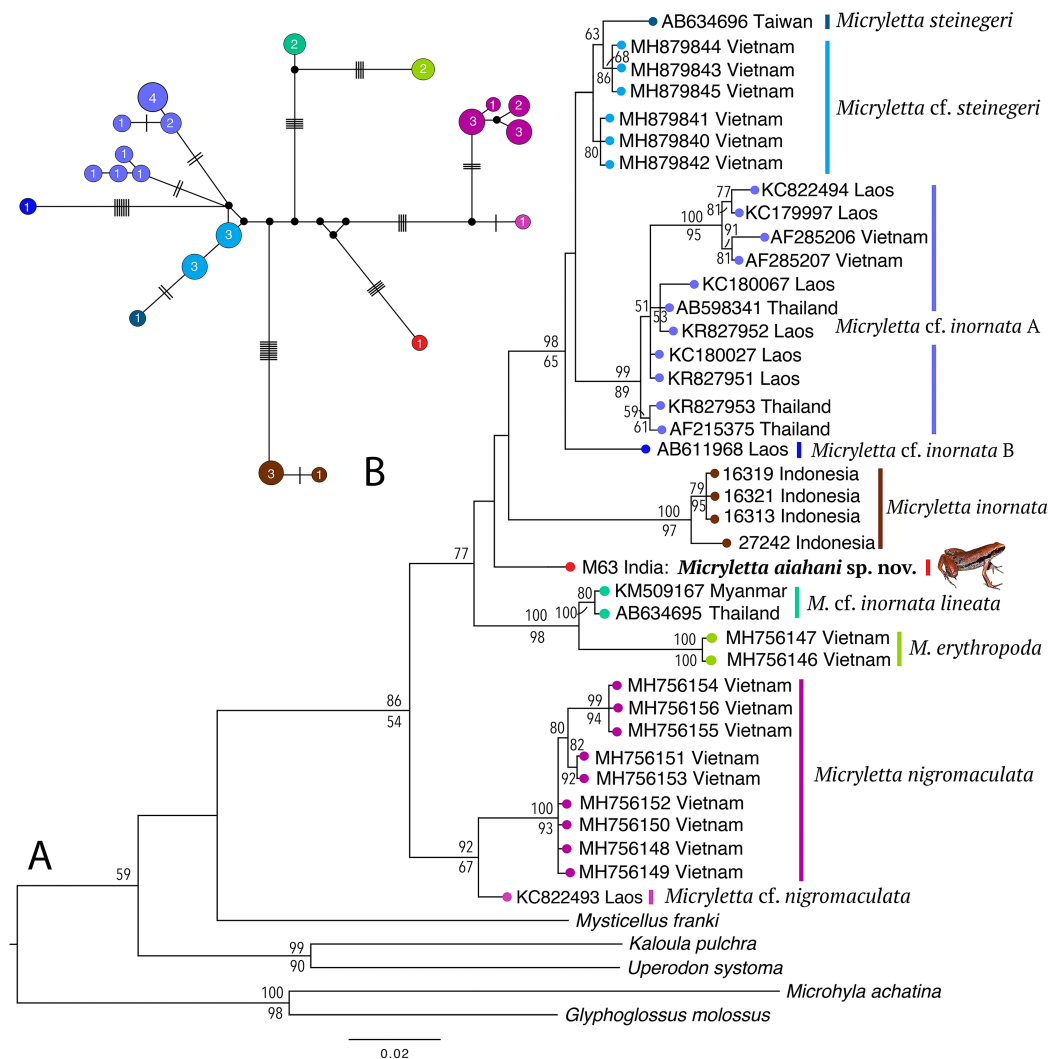 AB634696 Taiwan
Micryletta steinegeri
63
MH879844 Vietnam
68
MH879843 Vietnam
86
MH879845 Vietnam
Micryletta cf. steinegeri
MH879841 Vietnam
MH879840 Vietnam
80
MH879842 Vietnam
77
KC822494 Laos
81
KC179997 Laos
100
95
91
AF285206 Vietnam
81
AF285207 Vietnam
KC180067 Laos
51
AB598341 Thailand
53
KR827952 Laos
Micryletta cf. inornata A
KC180027 Laos
99
89
KR827951 Laos
59
KR827953 Thailand
61
AF215375 Thailand
98
65
AB611968 Laos
Micryletta cf. inornata B
16319 Indonesia
79
16321 Indonesia
95
16313 Indonesia
100
97
27242 Indonesia
Micryletta inornata
M63 India: Micryletta aiahani sp. nov.
77
80
KM509167 Myanmar
100
AB634695 Thailand
M. cf. inornata lineata
100
98
100
MH756147 Vietnam
100
MH756146 Vietnam
M. erythropoda
86
54
MH756154 Vietnam
99
MH756156 Vietnam
94
MH756155 Vietnam
80
82
MH756151 Vietnam
92
MH756153 Vietnam
Micryletta nigromaculata
100
93
MH756152 Vietnam
MH756150 Vietnam
MH756148 Vietnam
MH756149 Vietnam
92
67
KC822493 Laos
Micryletta cf. nigromaculata
59
Mysticellus franki
99
90
Kaloula pulchra
Uperodon systoma
100
98
Microhyla achatina
Glyphoglossus molossus
0.02
A
B
2
2
4
1
2
1
1
1
1
1
3
3
1
3
1
2
3
1
1
3
1